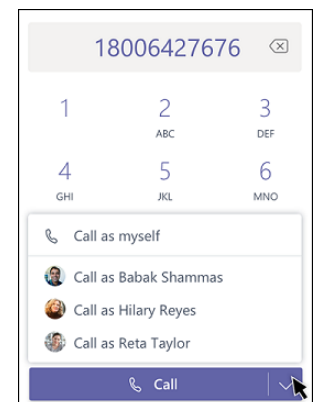 18006427676
1 2 3
ABC DEF
4 5 6
GHI JKL MNO
Call as myself
Call as Babak Shammas
Call as Hilary Reyes
Call as Reta Taylor
Call